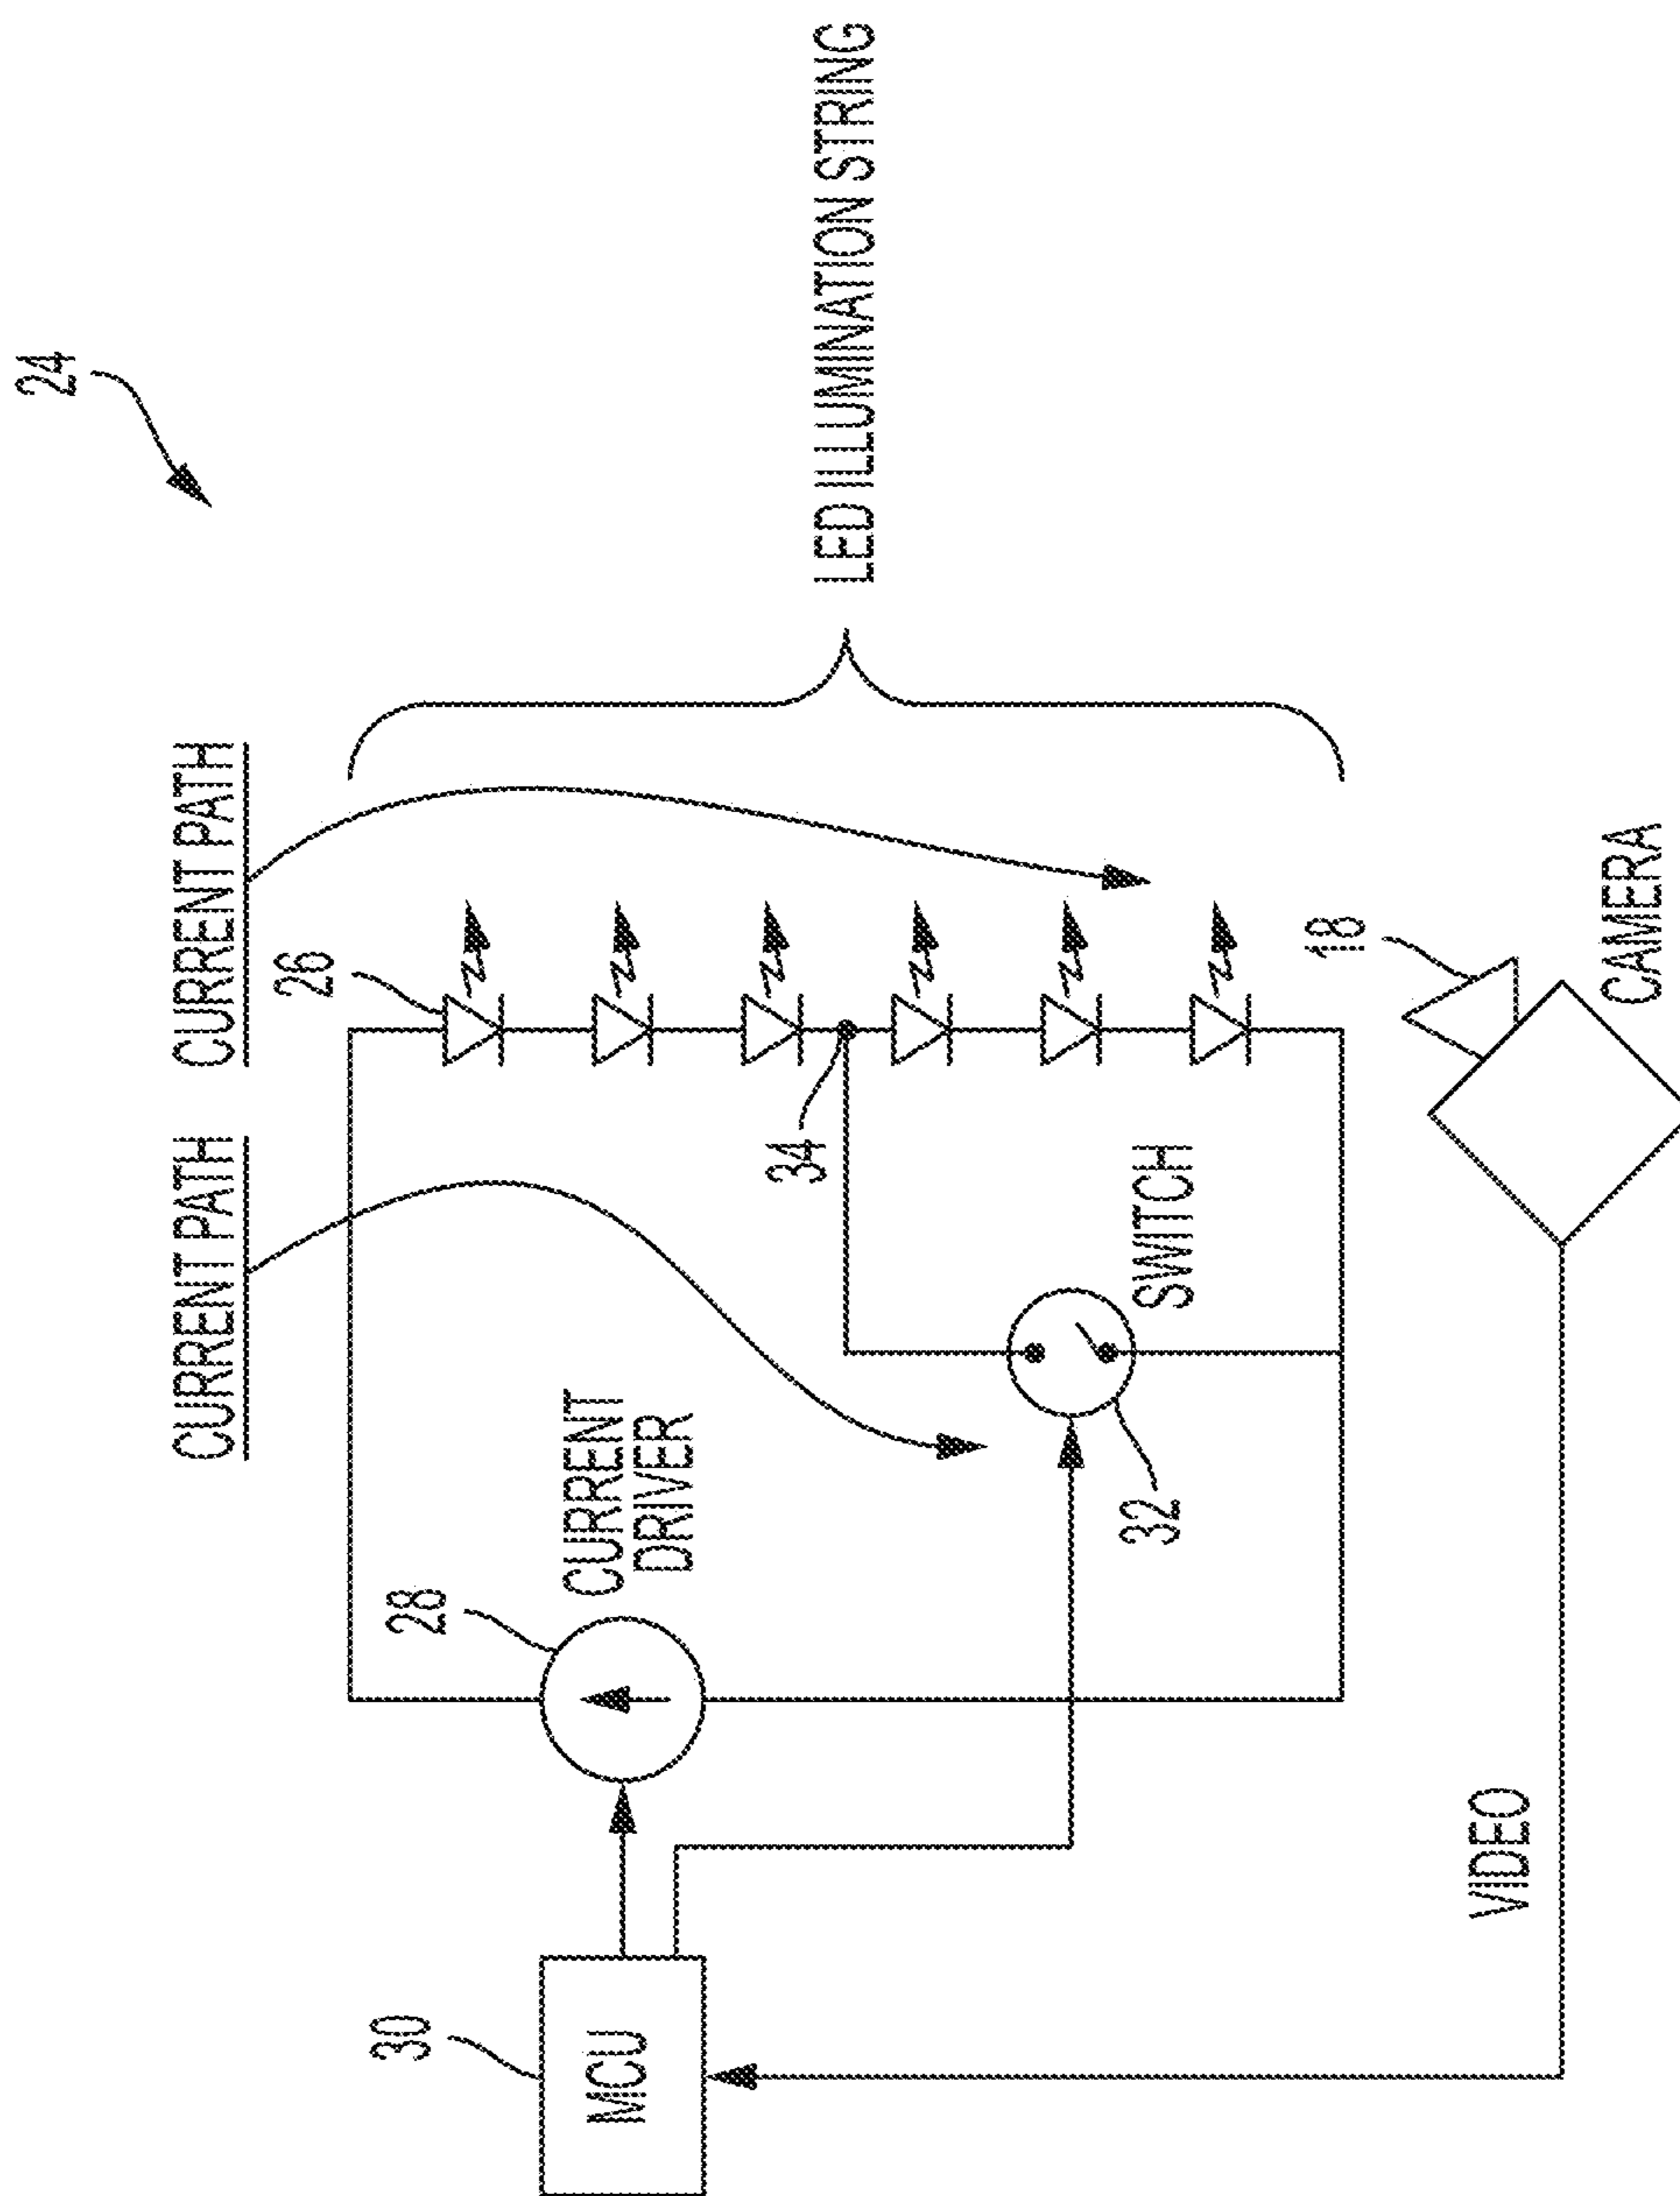 24
CURRENT PATH
CURRENT PATH
26
LED ILLUMINATION STRING
28
CURRENT
DRIVER
34
30
MCU
32
SWITCH
18
CAMERA
VIDEO